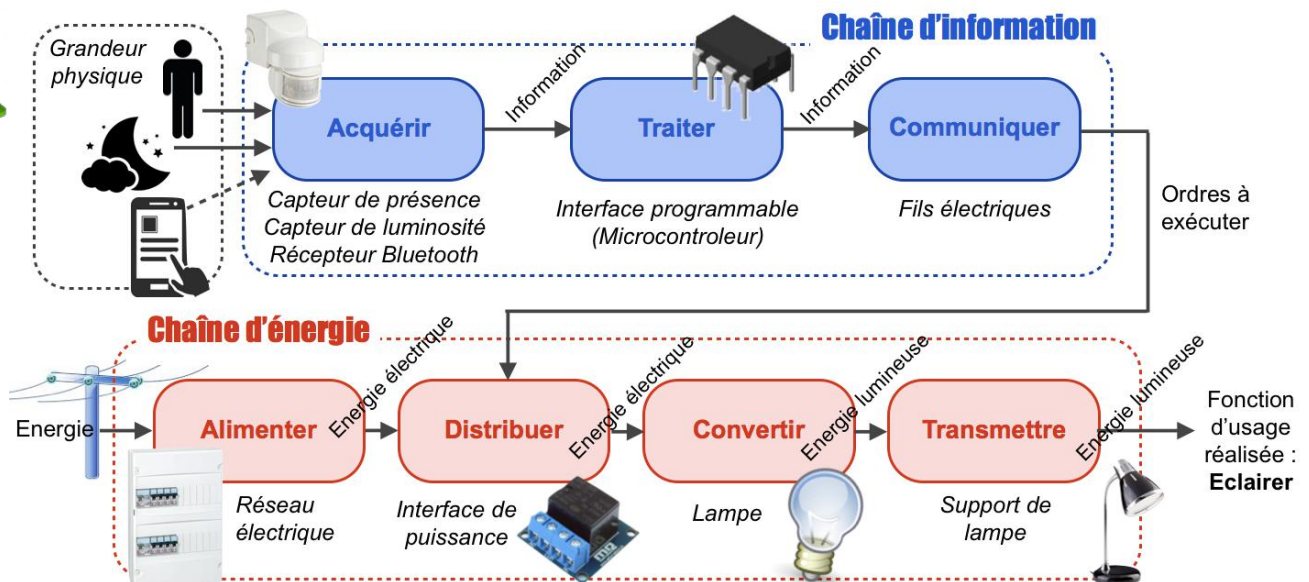 Chaîne d'information
Grandeur
physique
Acquérir
Information
Traiter
Information
Communiquer
Capteur de présence
Capteur de luminosité
Récepteur Bluetooth
Interface programmable
(Microcontroleur)
Fils électriques
Ordres à
exécuter
Chaîne d'énergie
Energie
Alimenter
Energie électrique
Distribuer
Energie électrique
Convertir
Energie lumineuse
Transmettre
Energie lumineuse
Fonction
d'usage
réalisée :
Eclairer
Réseau
électrique
Interface de
puissance
Lampe
Support de
lampe